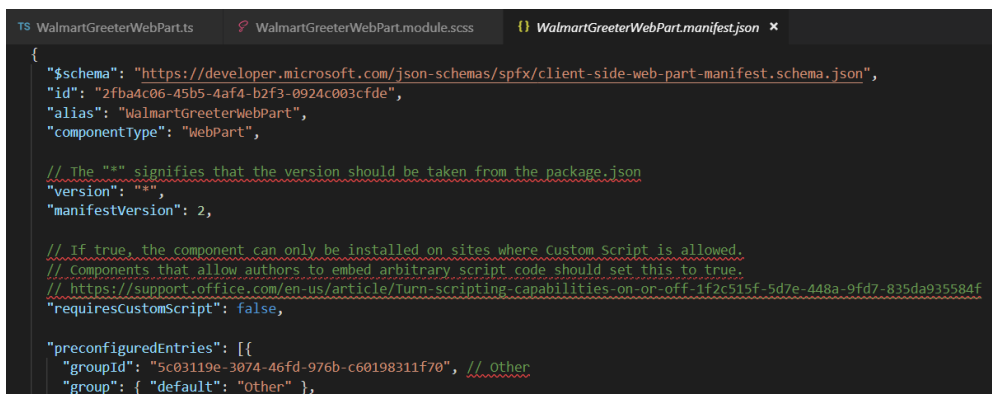 TS WalmartGreeterWebPart.ts WalmartGreeterWebPart.module.scss {} WalmartGreeterWebPart.manifest.json ×
{
"$schema": "https://developer.microsoft.com/json-schemas/spfx/client-side-web-part-manifest.schema.json",
"id": "2fba4c06-45b5-4af4-b2f3-0924c003cfde",
"alias": "WalmartGreeterWebPart",
"componentType": "WebPart",
// The "*" signifies that the version should be taken from the package.json
"version": "*",
"manifestVersion": 2,
// If true, the component can only be installed on sites where Custom Script is allowed.
// Components that allow authors to embed arbitrary script code should set this to true.
// https://support.office.com/en-us/article/Turn-scripting-capabilities-on-or-off-1f2c515f-5d7e-448a-9fd7-835da935584f
"requiresCustomScript": false,
"preconfiguredEntries": [{
"groupId": "5c03119e-3074-46fd-976b-c60198311f70", // Other
"group": { "default": "Other" },